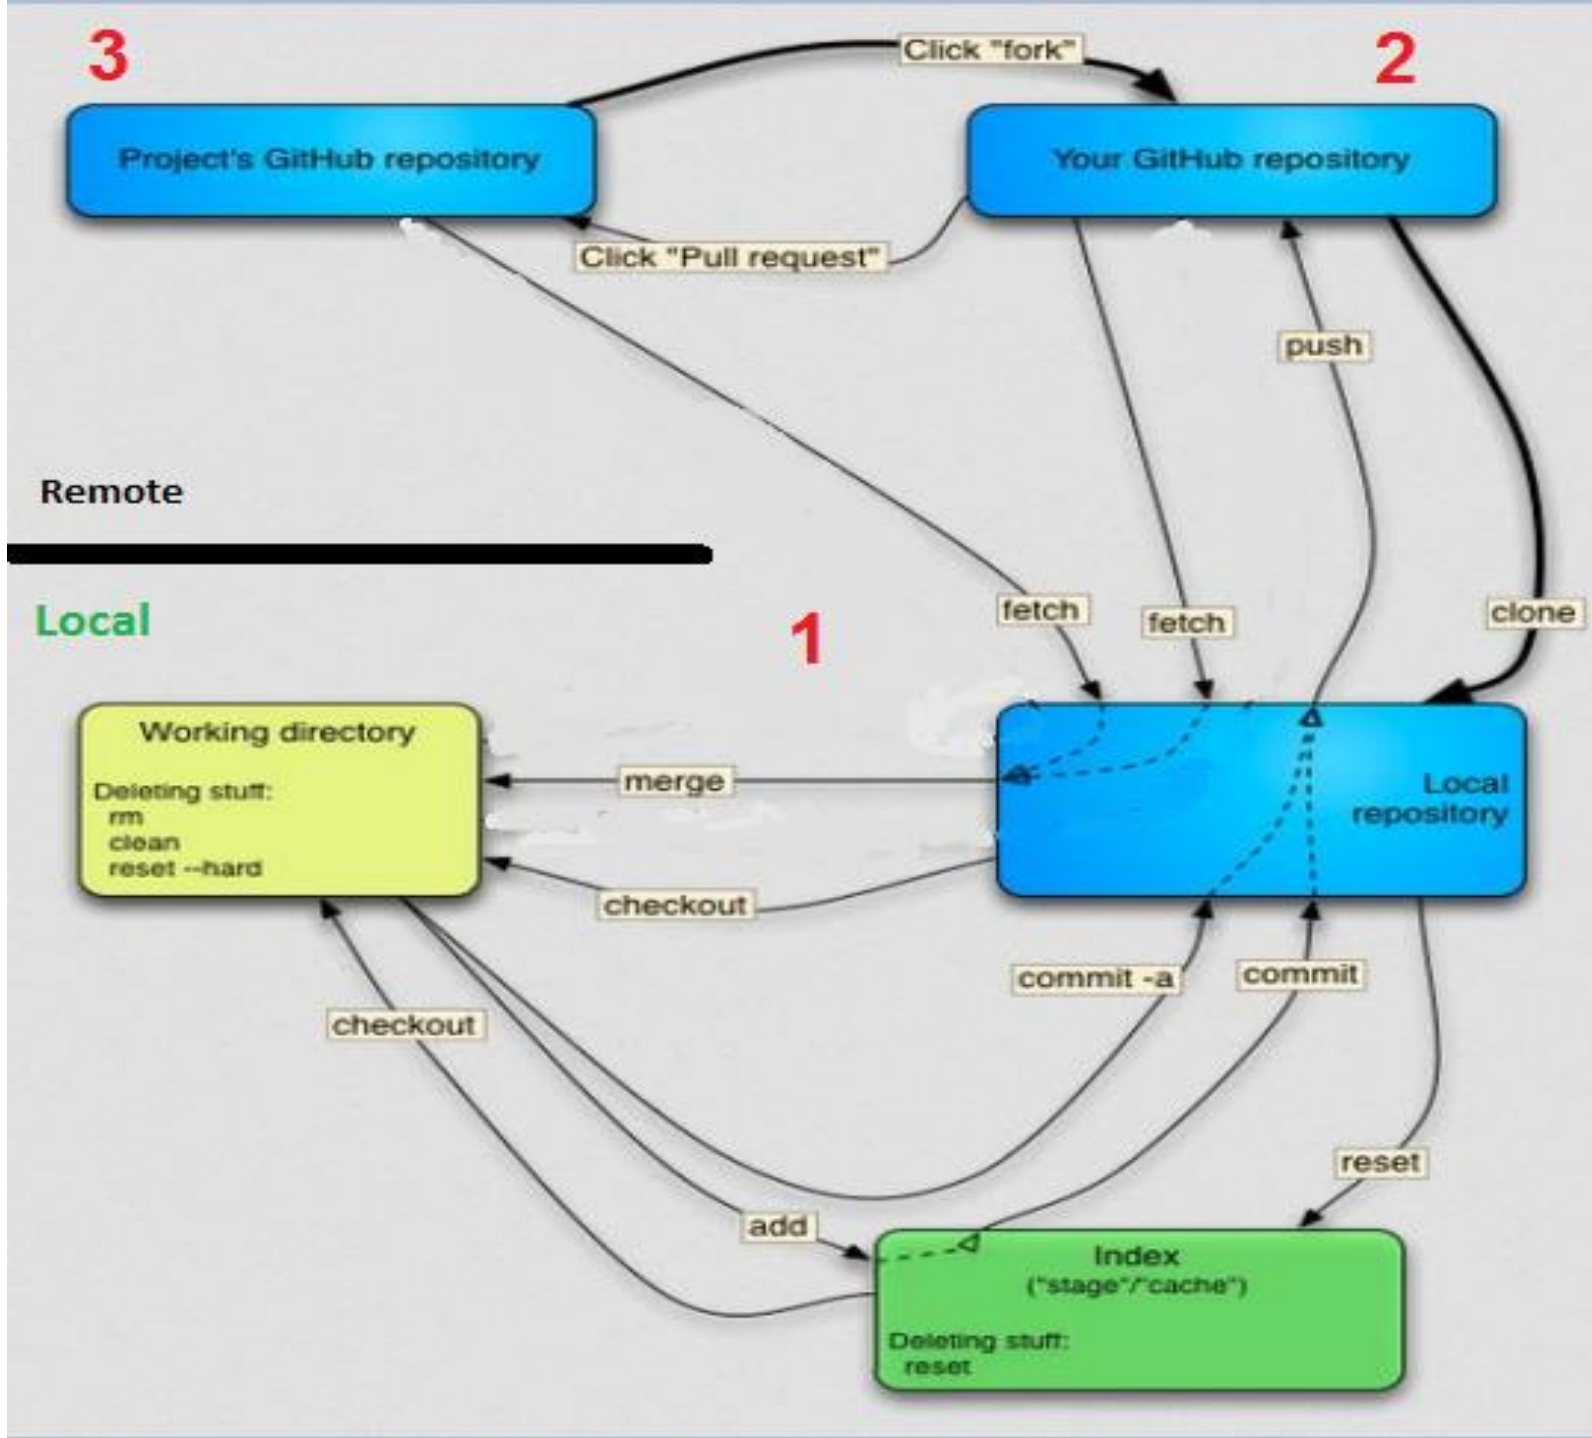 3
Click "fork"
2
Project's GitHub repository
Your GitHub repository
Click "Pull request"
push
Remote
Local
1
fetch
fetch
clone
Working directory
Deleting stuff:
rm
clean
reset --hard
merge
Local
repository
checkout
commit -a
commit
checkout
reset
add
Index
("stage"/"cache")
Deleting stuff:
reset